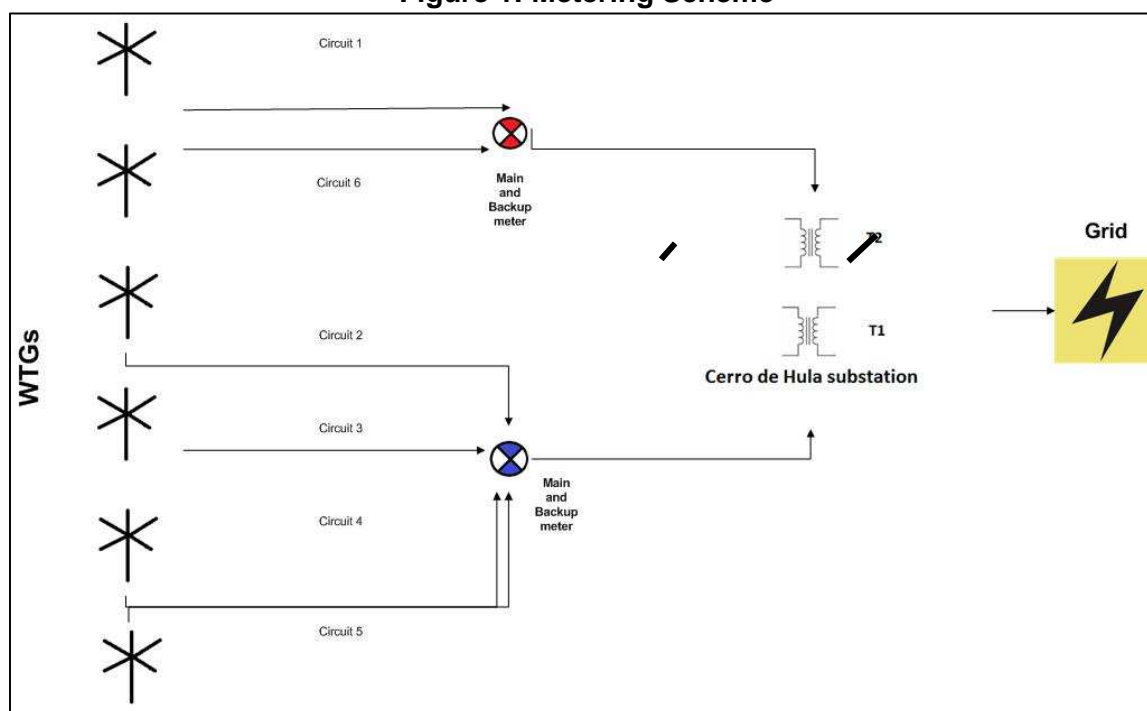 Figure 1: Metering Scheme
Circuit 1
Circuit 6
Main
and
Backup
meter
T2
Grid
WTGs
Circuit 2
T1
Cerro de Hula substation
Circuit 3
Main
and
Backup
meter
Circuit 4
Circuit 5